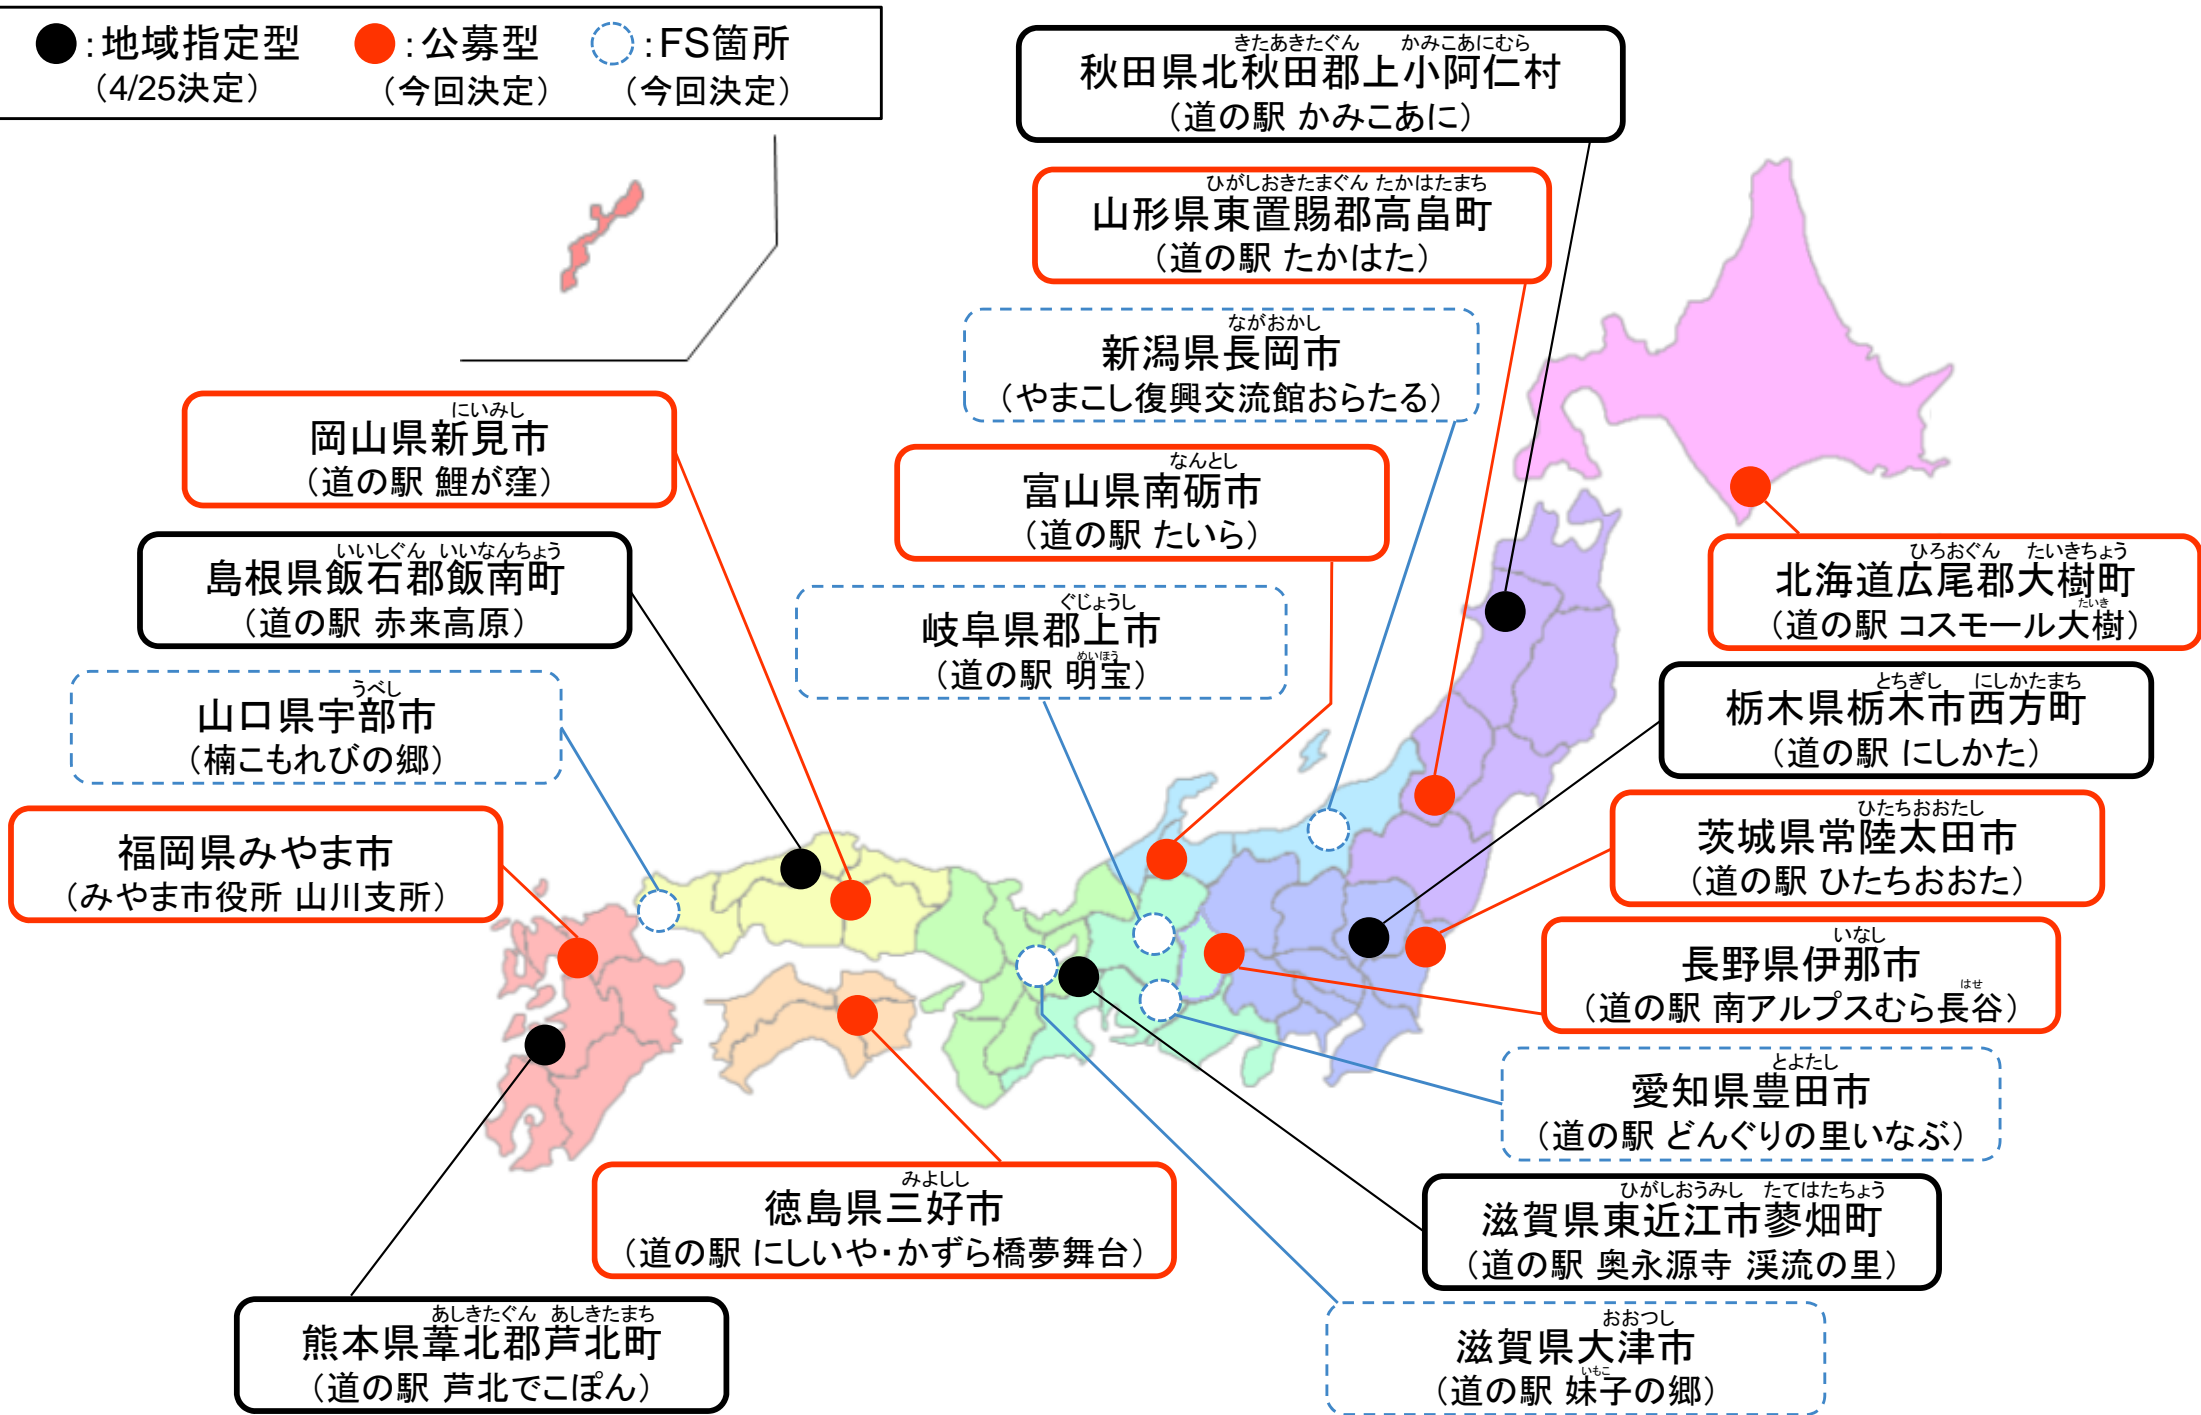 ：地域指定型
（4/25決定）
：公募型
（今回決定）
：FS箇所
（今回決定）
きたあきたぐん かみこあにむら
秋田県北秋田郡上小阿仁村
（道の駅 かみこあに）
ひがしおきたまぐん たかはたまち
山形県東置賜郡高畠町
（道の駅 たかはた）
ながおかし
新潟県長岡市
（やまこし復興交流館おらたる）
にいみし
岡山県新見市
（道の駅 鯉が窪）
なんとし
富山県南砺市
（道の駅 たいら）
いいしぐん いいなんちょう
島根県飯石郡飯南町
（道の駅 赤来高原）
ひろおぐん たいきちょう
北海道広尾郡大樹町
たいき
（道の駅 コスモール大樹）
ぐじょうし
岐阜県郡上市
めいほう
（道の駅 明宝）
うべし
山口県宇部市
（楠こもれびの郷）
とちぎし にしかたまち
栃木県栃木市西方町
（道の駅 にしかた）
福岡県みやま市
（みやま市役所 山川支所）
ひたちおおたし
茨城県常陸太田市
（道の駅 ひたちおおた）
いなし
長野県伊那市
はせ
（道の駅 南アルプスむら長谷）
とよたし
愛知県豊田市
（道の駅 どんぐりの里いなぶ）
みよしし
徳島県三好市
（道の駅 にしいや・かずら橋夢舞台）
ひがしおうみし たてはたちょう
滋賀県東近江市蓼畑町
（道の駅 奥永源寺 渓流の里）
あしきたぐん あしきたまち
熊本県葦北郡芦北町
（道の駅 芦北でこぽん）
おおつし
滋賀県大津市
いもこ
（道の駅 妹子の郷）